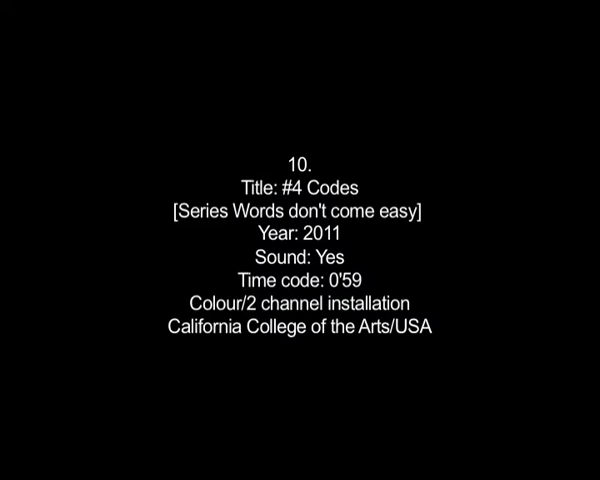 10.
Title: #4 Codes
[Series Words don't come easy]
Year: 2011
Sound: Yes
Time code: 0'59
Colour/2 channel installation
California College of the Arts/USA